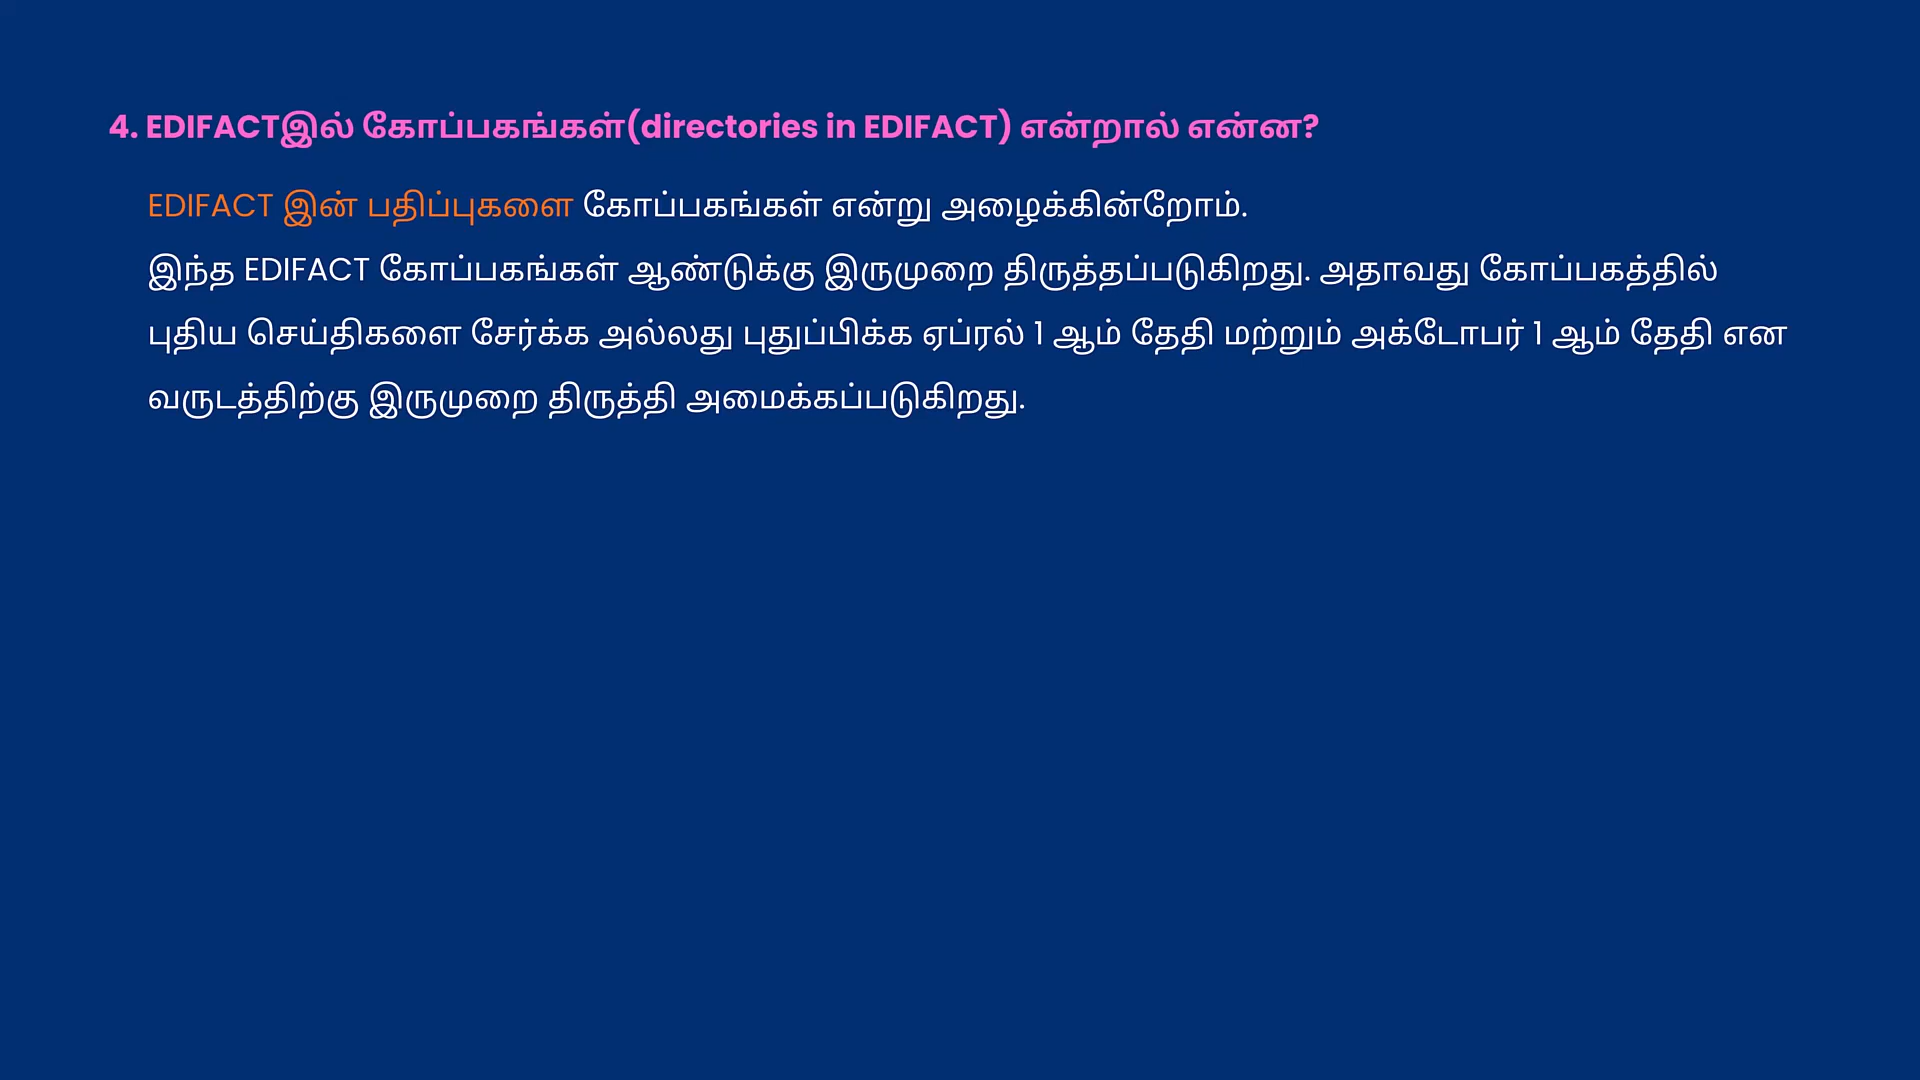 4. EDIFACTஇல் கோப்பகங்கள்(directories in EDIFACT) என்றால் என்ன?
EDIFACT இன் பதிப்புகளை கோப்பகங்கள் என்று அழைக்கின்றோம்.
இந்த EDIFACT கோப்பகங்கள் ஆண்டுக்கு இருமுறை திருத்தப்படுகிறது. அதாவது கோப்பகத்தில்
புதிய செய்திகளை சேர்க்க அல்லது புதுப்பிக்க ஏப்ரல் 1 ஆம் தேதி மற்றும் அக்டோபர் 1 ஆம் தேதி என
வருடத்திற்கு இருமுறை திருத்தி அமைக்கப்படுகிறது.